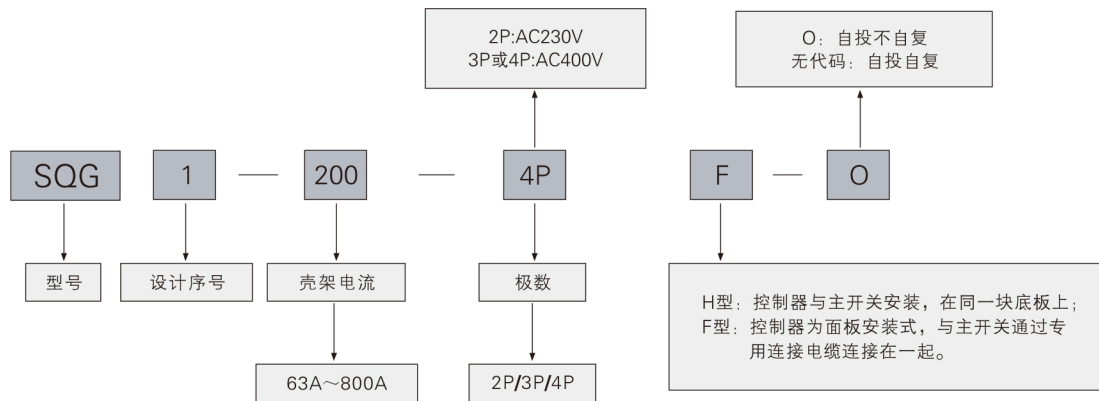 2P:AC230V
3P或4P:AC400V
O：自投不自复
无代码：自投自复
SQG 1 — 200 — 4P F — O
型号
设计序号
壳架电流
极数
H型：控制器与主开关安装，在同一块底板上；
F型：控制器为面板安装式，与主开关通过专
用连接电缆连接在一起。
63A～800A
2P/3P/4P